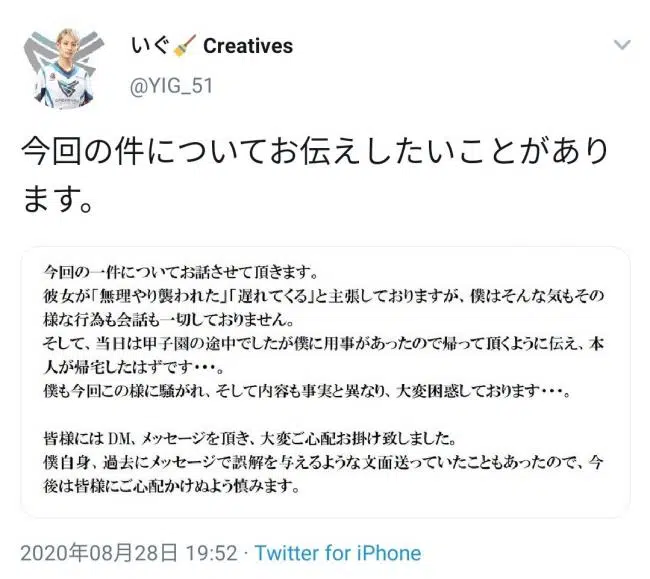 いぐ🧹 Creatives
@YIG_51
今回の件についてお伝えしたいことがあり
ます。
今回の一件についてお話させて頂きます。
彼女が「無理やり襲われた」「遅れてくる」と主張しておりますが、僕はそんな気もその
様な行為も会話も一切しておりません。
そして、当日は甲子園の途中でしたが僕に用事があったので帰って頂くように伝え、本
人が帰宅したはずです・・・。
僕も今回この様に騒がれ、そして内容も事実と異なり、大変困惑しております・・・。
皆様には DM、メッセージを頂き、大変ご心配お掛け致しました。
僕自身、過去にメッセージで誤解を与えるような文面送っていたこともあったので、今
後は皆様にご心配かけぬよう慎みます。
2020年08月28日 19:52 · Twitter for iPhone